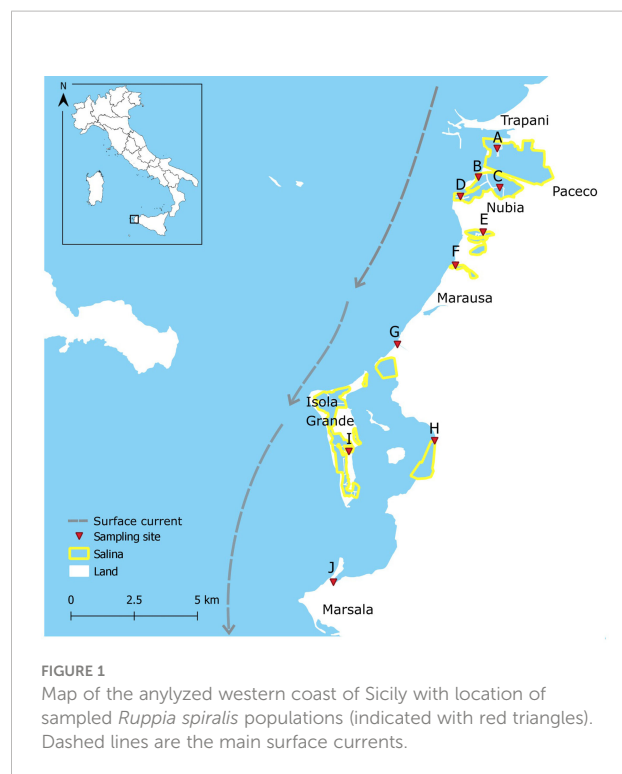 N
Trapani
A
B
C
D
Paceco
Nubia
E
F
Marausa
G
Isola
Grande
H
I
Surface current
Sampling site
Salina
Land
J
0 2.5 5 km
Marsala
FIGURE 1
Map of the anylyzed western coast of Sicily with location of
sampled Ruppia spiralis populations (indicated with red triangles).
Dashed lines are the main surface currents.